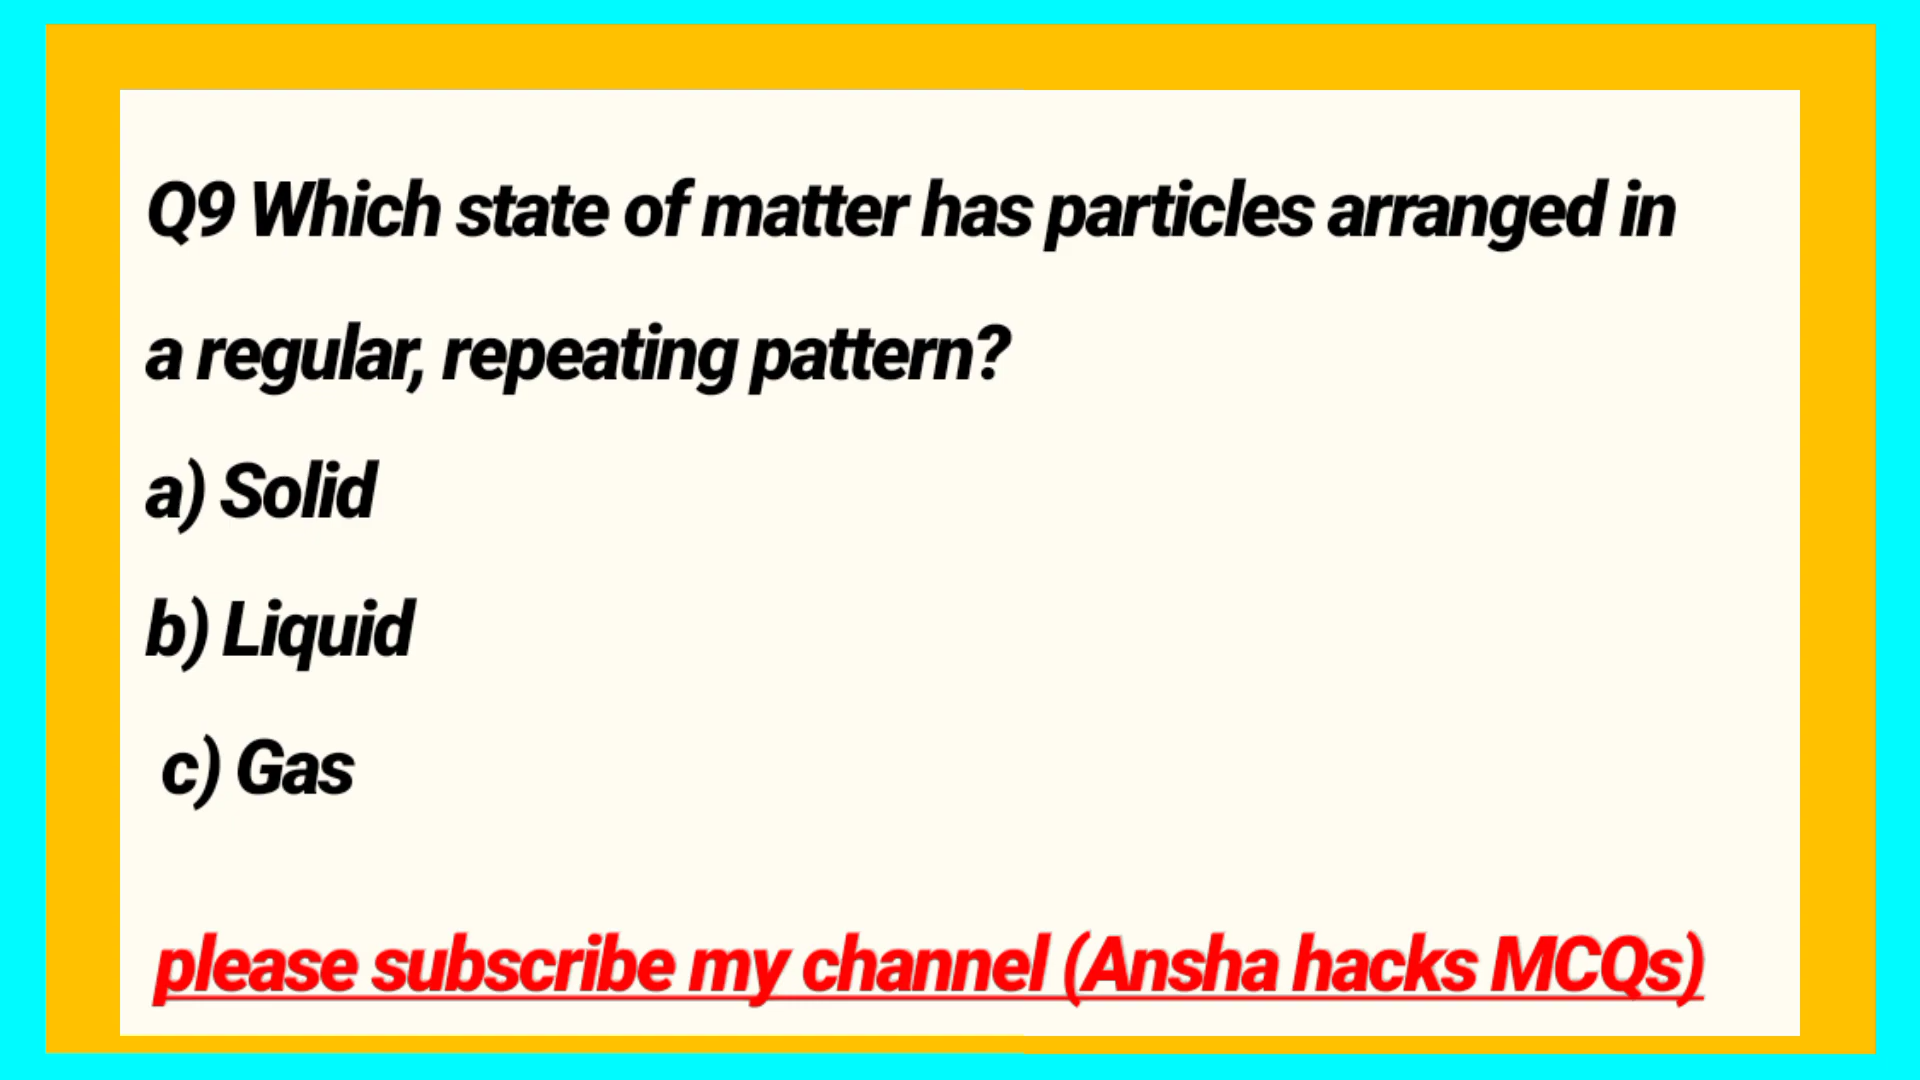 Q9 Which state of matter has particles arranged in
a regular, repeating pattern?
a) Solid
b) Liquid
c) Gas
please subscribe my channel (Ansha hacks MCQs)